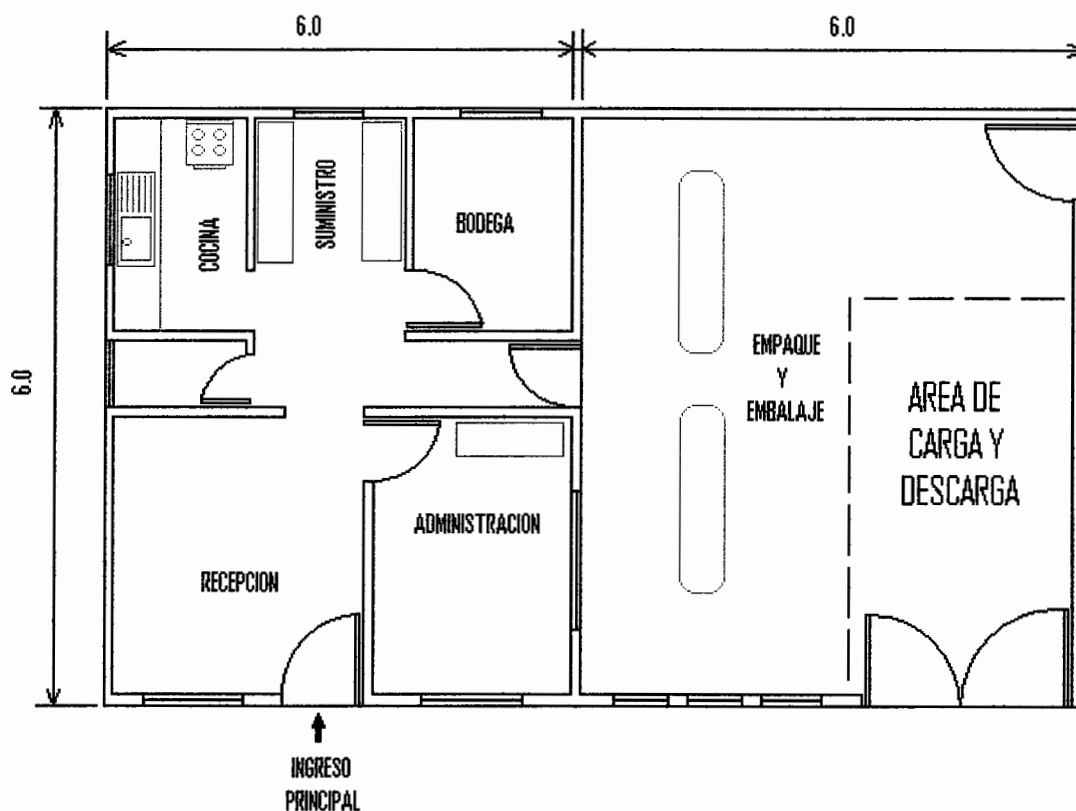 6.0
6.0
6.0
COCINA
SUMINISTRO
BODEGA
EMPAQUE
Y
EMBALAJE
AREA DE
CARGA Y
DESCARGA
ADMINISTRACION
RECEPCION
INGRESO
PRINCIPAL